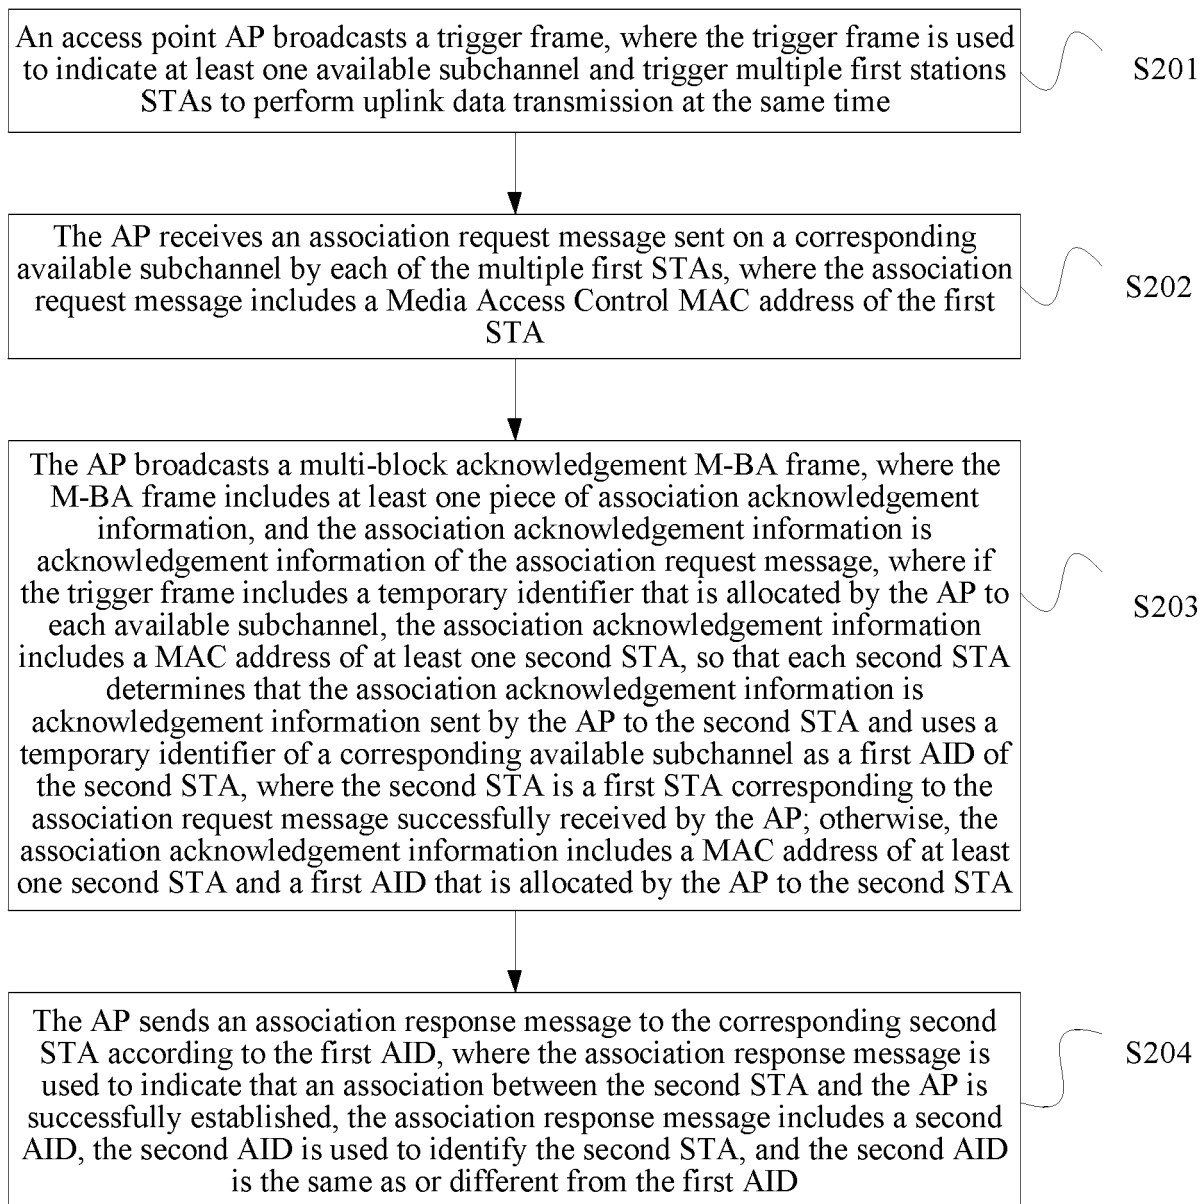 An access point AP broadcasts a trigger frame, where the trigger frame is used
to indicate at least one available subchannel and trigger multiple first stations
STAs to perform uplink data transmission at the same time
S201
The AP receives an association request message sent on a corresponding
available subchannel by each of the multiple first STAs, where the association
request message includes a Media Access Control MAC address of the first
STA
S202
The AP broadcasts a multi-block acknowledgement M-BA frame, where the
M-BA frame includes at least one piece of association acknowledgement
information, and the association acknowledgement information is
acknowledgement information of the association request message, where if
the trigger frame includes a temporary identifier that is allocated by the AP to
each available subchannel, the association acknowledgement information
includes a MAC address of at least one second STA, so that each second STA
determines that the association acknowledgement information is
acknowledgement information sent by the AP to the second STA and uses a
temporary identifier of a corresponding available subchannel as a first AID of
the second STA, where the second STA is a first STA corresponding to the
association request message successfully received by the AP; otherwise, the
association acknowledgement information includes a MAC address of at least
one second STA and a first AID that is allocated by the AP to the second STA
S203
The AP sends an association response message to the corresponding second
STA according to the first AID, where the association response message is
used to indicate that an association between the second STA and the AP is
successfully established, the association response message includes a second
AID, the second AID is used to identify the second STA, and the second AID
is the same as or different from the first AID
S204